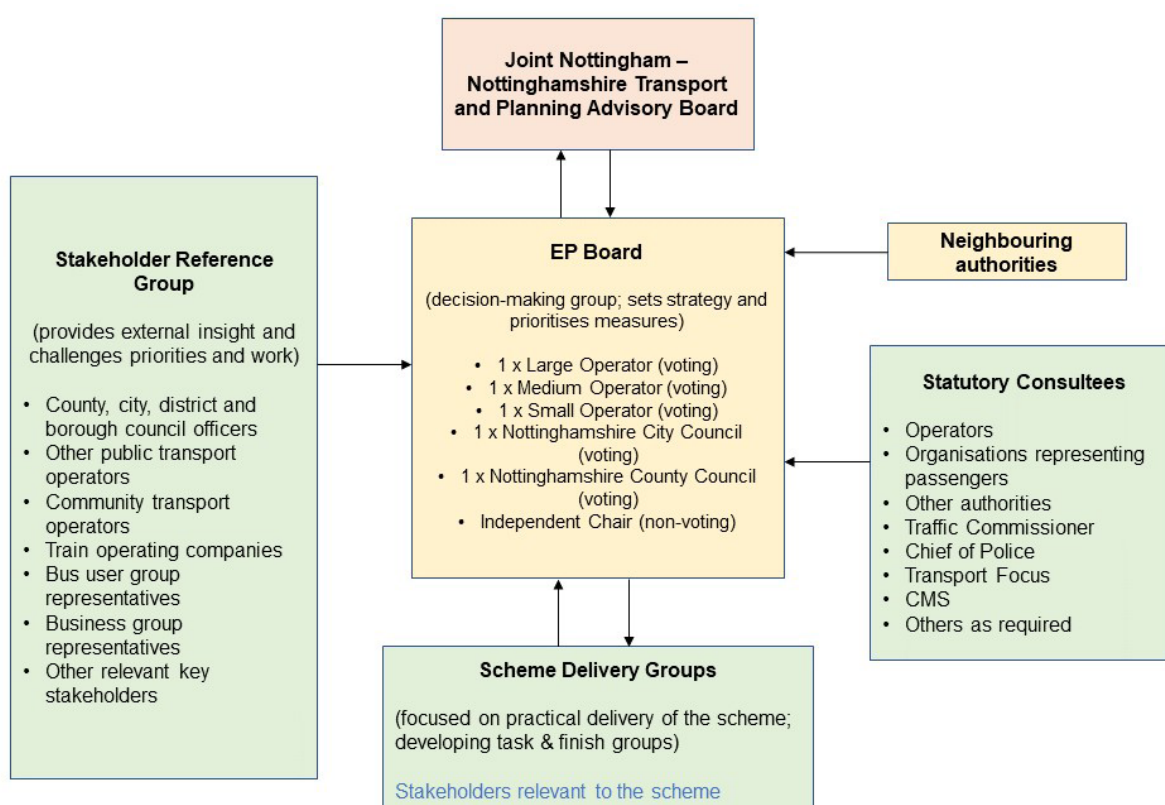 Joint Nottingham –
Nottinghamshire Transport
and Planning Advisory Board
Stakeholder Reference
Group
(provides external insight and
challenges priorities and work)
• County, city, district and
borough council officers
• Other public transport
operators
• Community transport
operators
• Train operating companies
• Bus user group
representatives
• Business group
representatives
• Other relevant key
stakeholders
EP Board
(decision-making group; sets strategy and
prioritises measures)
• 1 x Large Operator (voting)
• 1 x Medium Operator (voting)
• 1 x Small Operator (voting)
• 1 x Nottinghamshire City Council
(voting)
• 1 x Nottinghamshire County Council
(voting)
• Independent Chair (non-voting)
Neighbouring
authorities
Statutory Consultees
• Operators
• Organisations representing
passengers
• Other authorities
• Traffic Commissioner
• Chief of Police
• Transport Focus
• CMS
• Others as required
Scheme Delivery Groups
(focused on practical delivery of the scheme;
developing task & finish groups)
Stakeholders relevant to the scheme